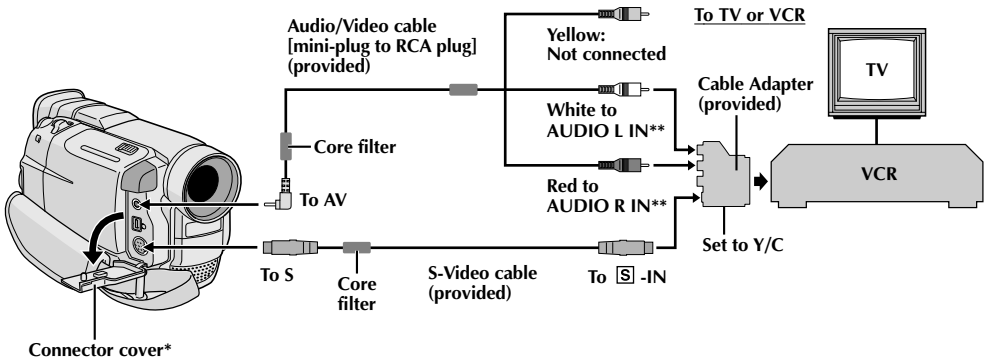 Audio/Video cable
[mini-plug to RCA plug]
(provided)
To TV or VCR
Yellow:
Not connected
TV
Cable Adapter
(provided)
White to
AUDIO L IN**
Core filter
VCR
To AV
Red to
AUDIO R IN**
Set to Y/C
To S
Core
filter
S-Video cable
(provided)
To S -IN
Connector cover*